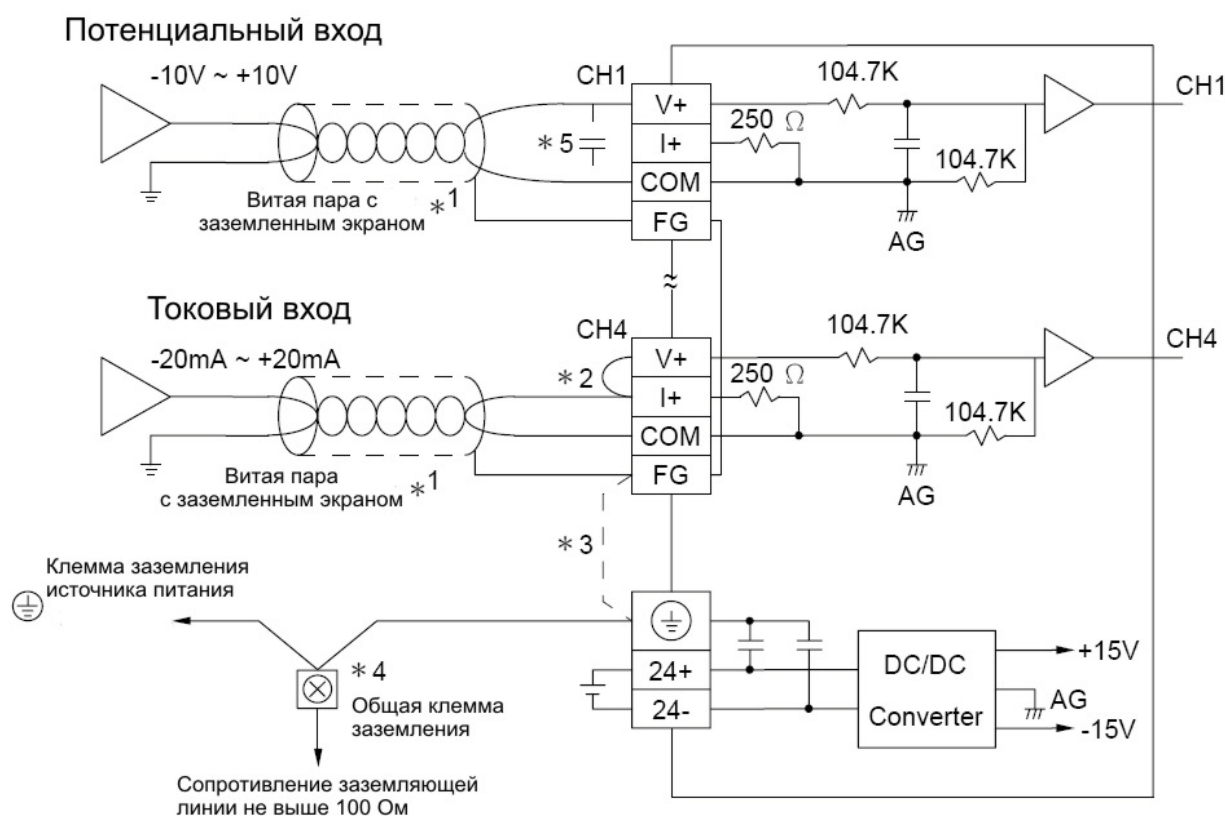 Потенциальный вход
-10V ~ +10V
CH1
V+
I+
COM
FG
∗5
Витая пара с
заземленным экраном
∗1
104.7K
250 Ω
104.7K
AG
CH1
≈
Токовый вход
-20mA ~ +20mA
CH4
V+
I+
COM
FG
∗2
Витая пара
с заземленным экраном
∗1
104.7K
250 Ω
104.7K
AG
CH4
∗3
Клемма заземления
источника питания
∗4
Общая клемма
заземления
Сопротивление заземляющей
линии не выше 100 Ом
24+
24-
DC/DC
Converter
+15V
AG
-15V